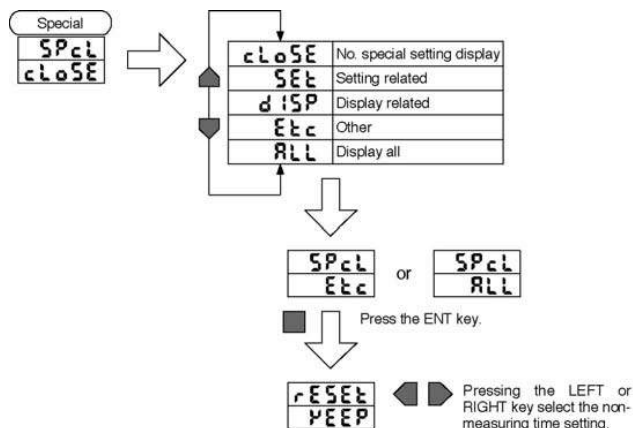 Special
SPcL
cLoSE
cLoSE No. special setting display
SEt Setting related
dISP Display related
Etc Other
ALL Display all
SPcL
Etc
or
SPcL
ALL
Press the ENT key.
rESEt
KEEP
Pressing the LEFT or
RIGHT key select the non-
measuring time setting.